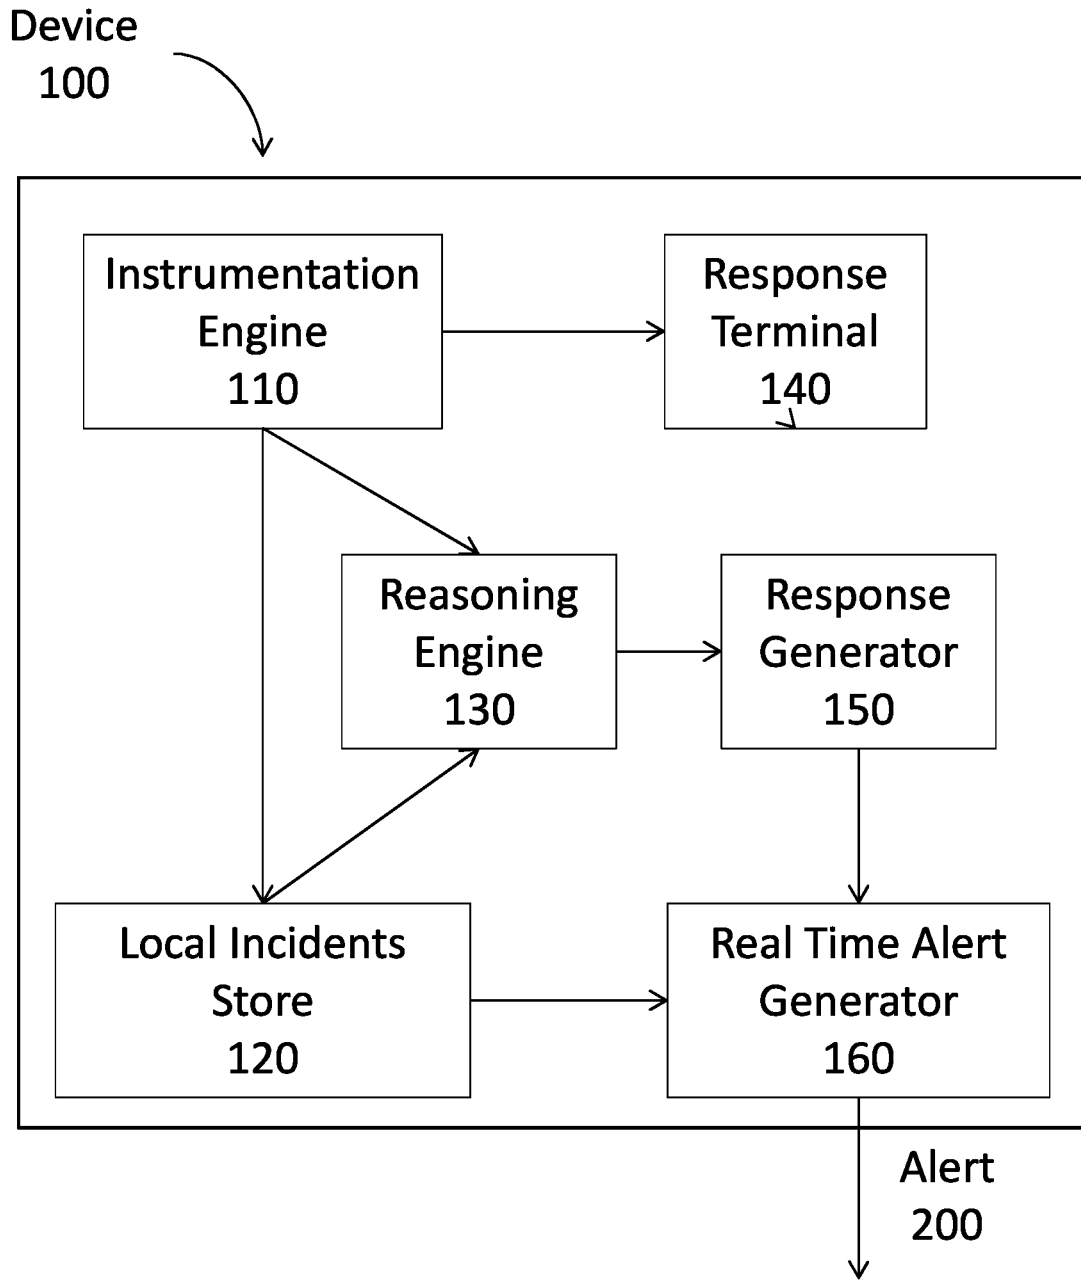 Device
100
Instrumentation
Engine
110
Response
Terminal
140
Reasoning
Engine
130
Response
Generator
150
Local Incidents
Store
120
Real Time Alert
Generator
160
Alert
200